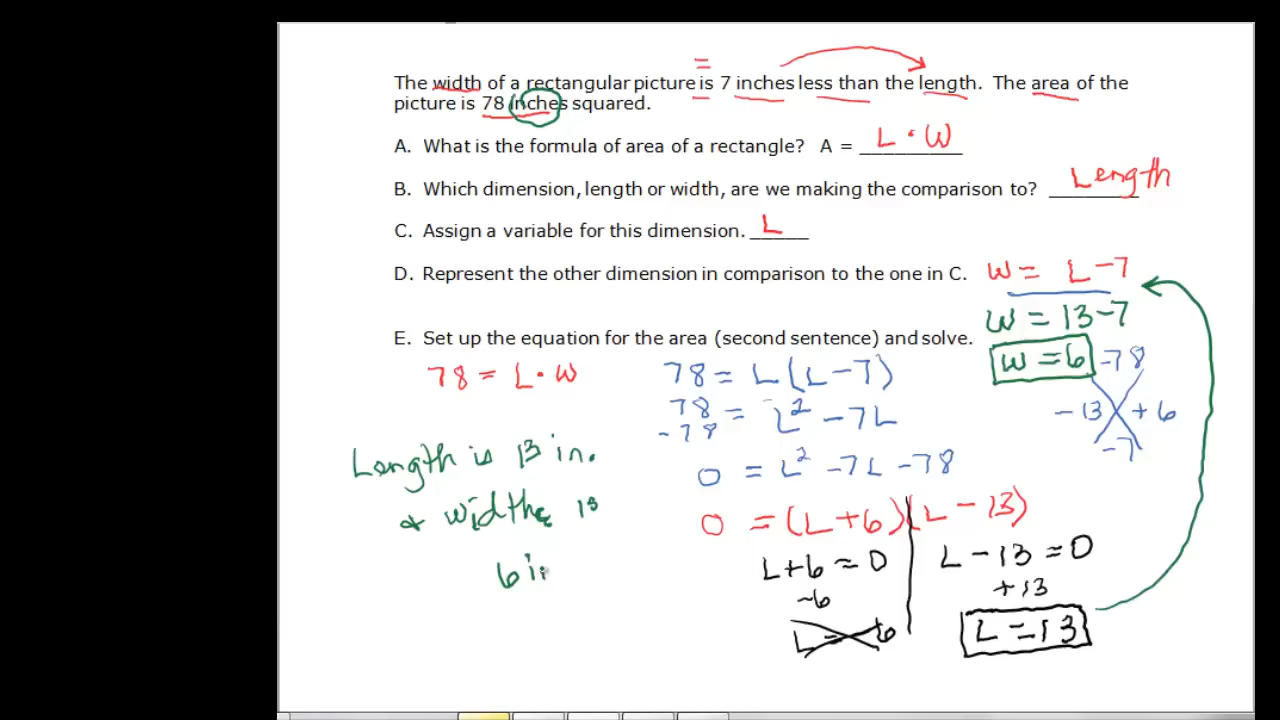 The width of a rectangular picture is 7 inches less than the length. The area of the
picture is 78 inches squared.
=
A. What is the formula of area of a rectangle? A = L · W
B. Which dimension, length or width, are we making the comparison to? Length
C. Assign a variable for this dimension. L
D. Represent the other dimension in comparison to the one in C. W = L - 7
W = 13 - 7
E. Set up the equation for the area (second sentence) and solve.
W = 6
78 = L · W
78 = L(L - 7)
78 = L² - 7L
-78
0 = L² - 7L - 78
0 = (L + 6)(L - 13)
L + 6 = 0
-6
L = -6
L - 13 = 0
+13
L = 13
-78
-13 +6
-7
Length is 13 in.
& width is
6 in